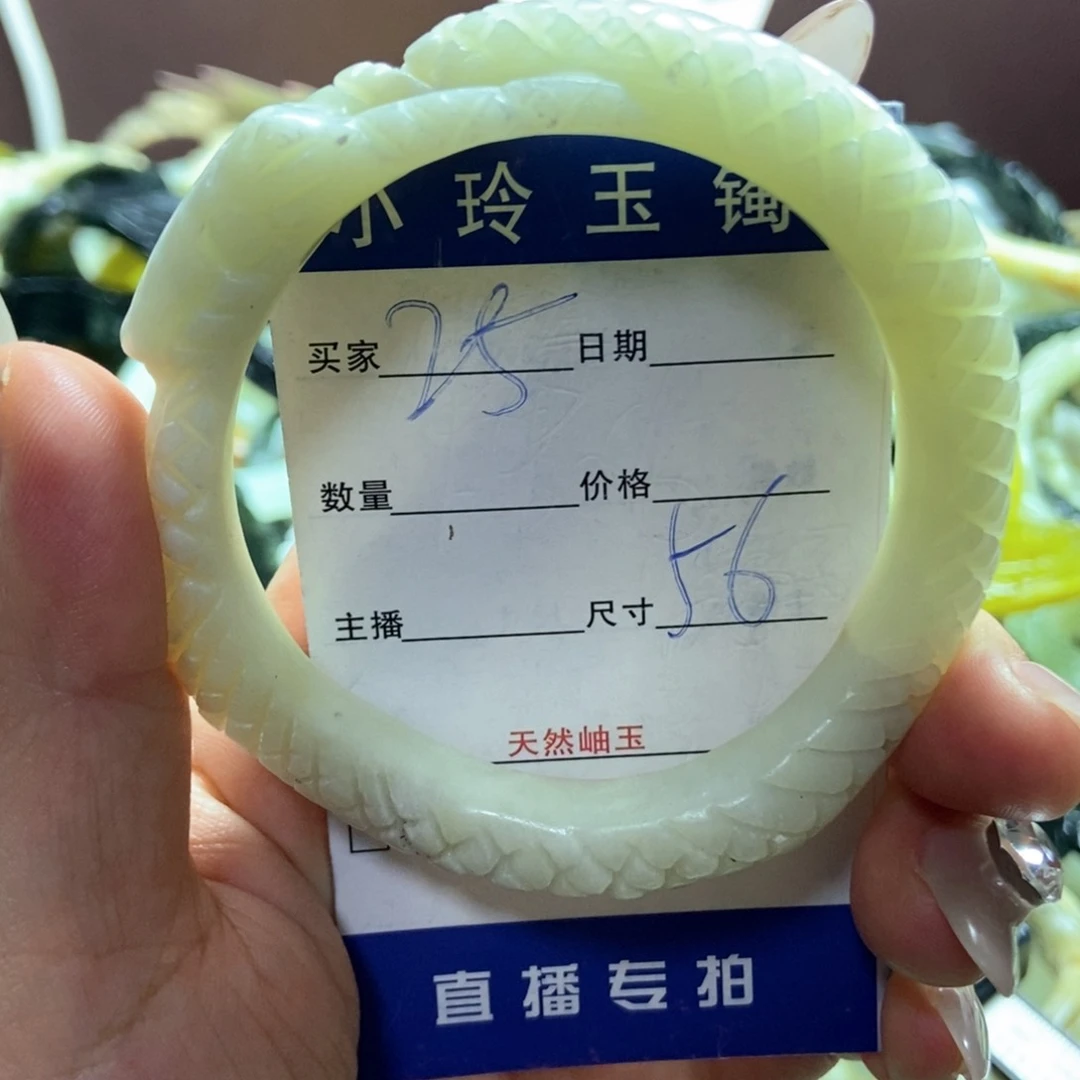 小玲玉镯
买家 25 日期
数量 价格
主播 尺寸 56
天然岫玉
直播专拍